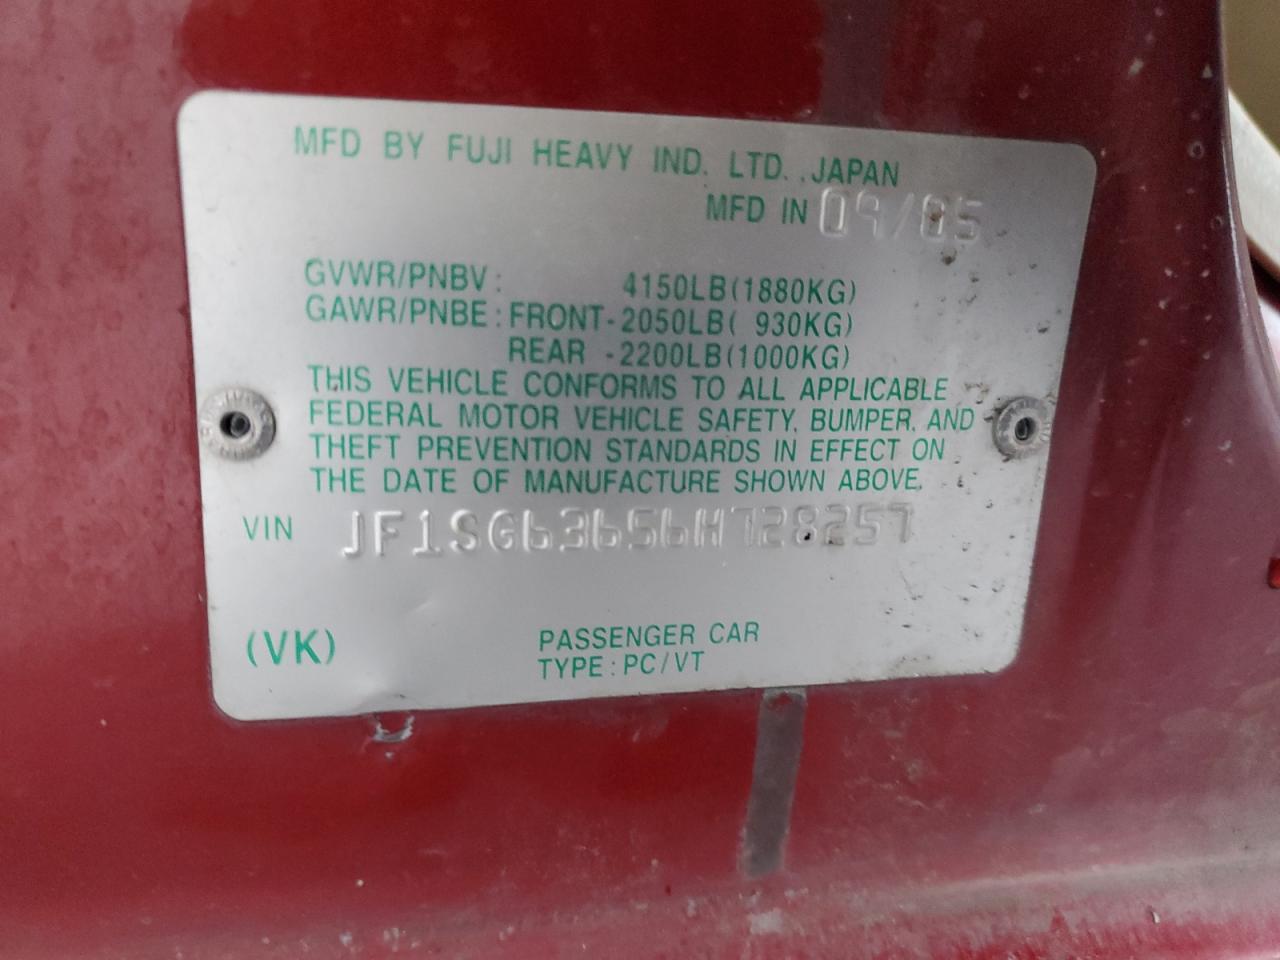 MFD BY FUJI HEAVY IND. LTD. , JAPAN
MFD IN 09/05
GVWR/PNBV : 4150LB(1880KG)
GAWR/PNBE : FRONT-2050LB( 930KG)
REAR -2200LB(1000KG)
THIS VEHICLE CONFORMS TO ALL APPLICABLE
FEDERAL MOTOR VEHICLE SAFETY, BUMPER, AND
THEFT PREVENTION STANDARDS IN EFFECT ON
THE DATE OF MANUFACTURE SHOWN ABOVE.
VIN JF1SG63656H728257
(VK)
PASSENGER CAR
TYPE : PC/VT